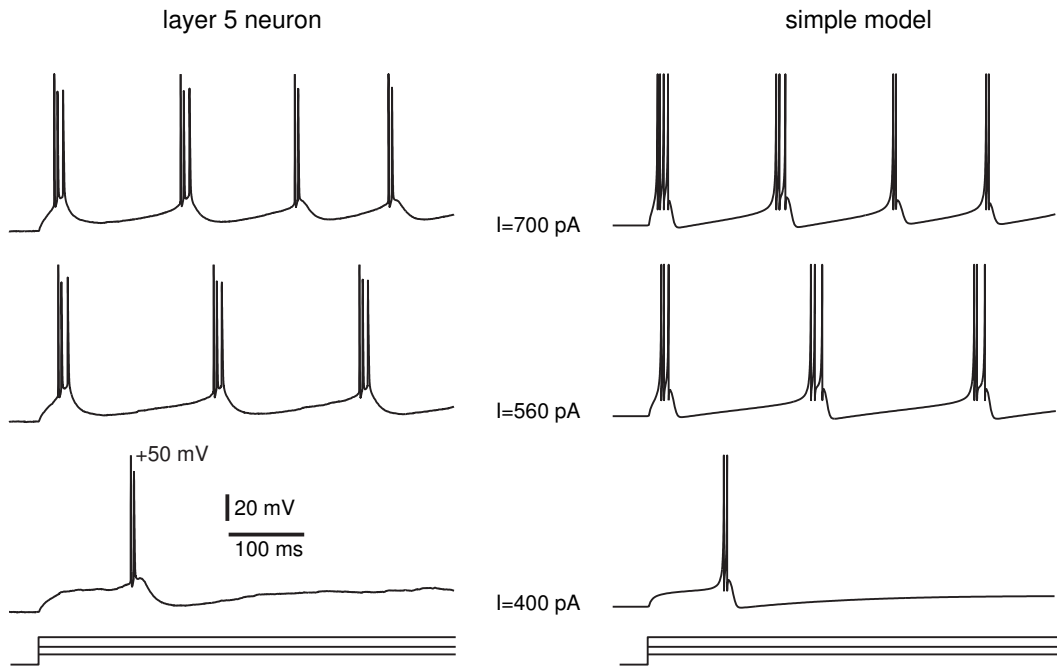 layer 5 neuron
simple model
I=700 pA
I=560 pA
+50 mV
20 mV
100 ms
I=400 pA